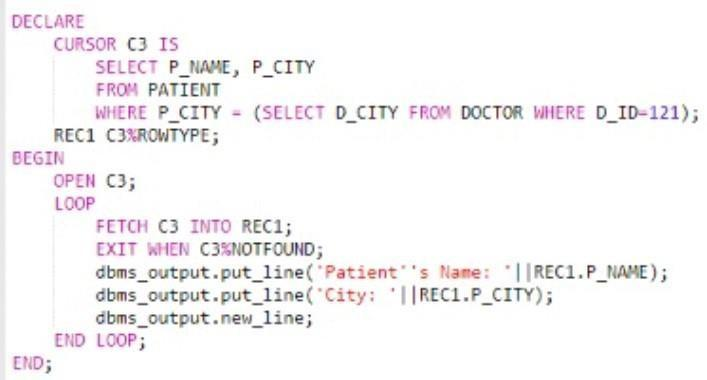 DECLARE
CURSOR C3 IS
SELECT P_NAME, P_CITY
FROM PATIENT
WHERE P_CITY = (SELECT D_CITY FROM DOCTOR WHERE D_ID=121);
REC1 C3%ROWTYPE;
BEGIN
OPEN C3;
LOOP
FETCH C3 INTO REC1;
EXIT WHEN C3%NOTFOUND;
dbms_output.put_line('Patient''s Name: '||REC1.P_NAME);
dbms_output.put_line('City: '||REC1.P_CITY);
dbms_output.new_line;
END LOOP;
END;